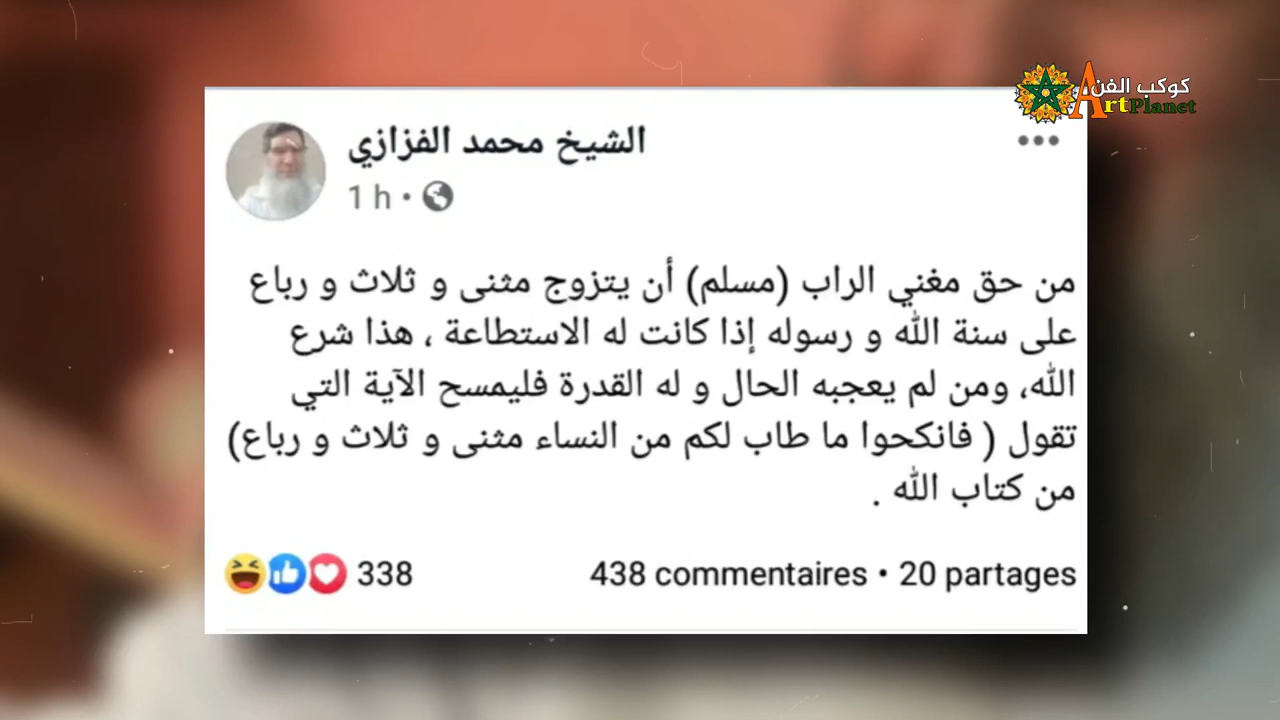 كوكب الفن
Art Planet
الشيخ محمد الفزازي
1 h •
من حق مغني الراب (مسلم) أن يتزوج مثنى و ثلاث و رباع
على سنة الله و رسوله إذا كانت له الاستطاعة ، هذا شرع
الله، ومن لم يعجبه الحال و له القدرة فليمسح الآية التي
تقول ( فانكحوا ما طاب لكم من النساء مثنى و ثلاث و رباع)
من كتاب الله .
338 438 commentaires • 20 partages